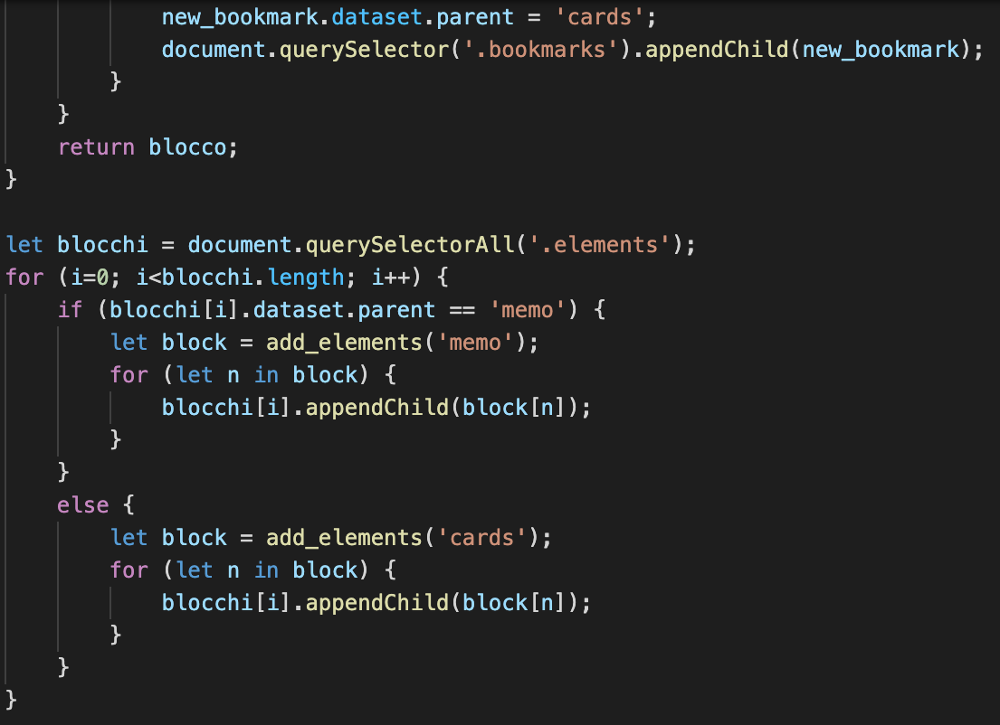 new_bookmark.dataset.parent = 'cards';
document.querySelector('.bookmarks').appendChild(new_bookmark);
}
}
return blocco;
}
let blocchi = document.querySelectorAll('.elements');
for (i=0; i<blocchi.length; i++) {
if (blocchi[i].dataset.parent == 'memo') {
let block = add_elements('memo');
for (let n in block) {
blocchi[i].appendChild(block[n]);
}
}
else {
let block = add_elements('cards');
for (let n in block) {
blocchi[i].appendChild(block[n]);
}
}
}